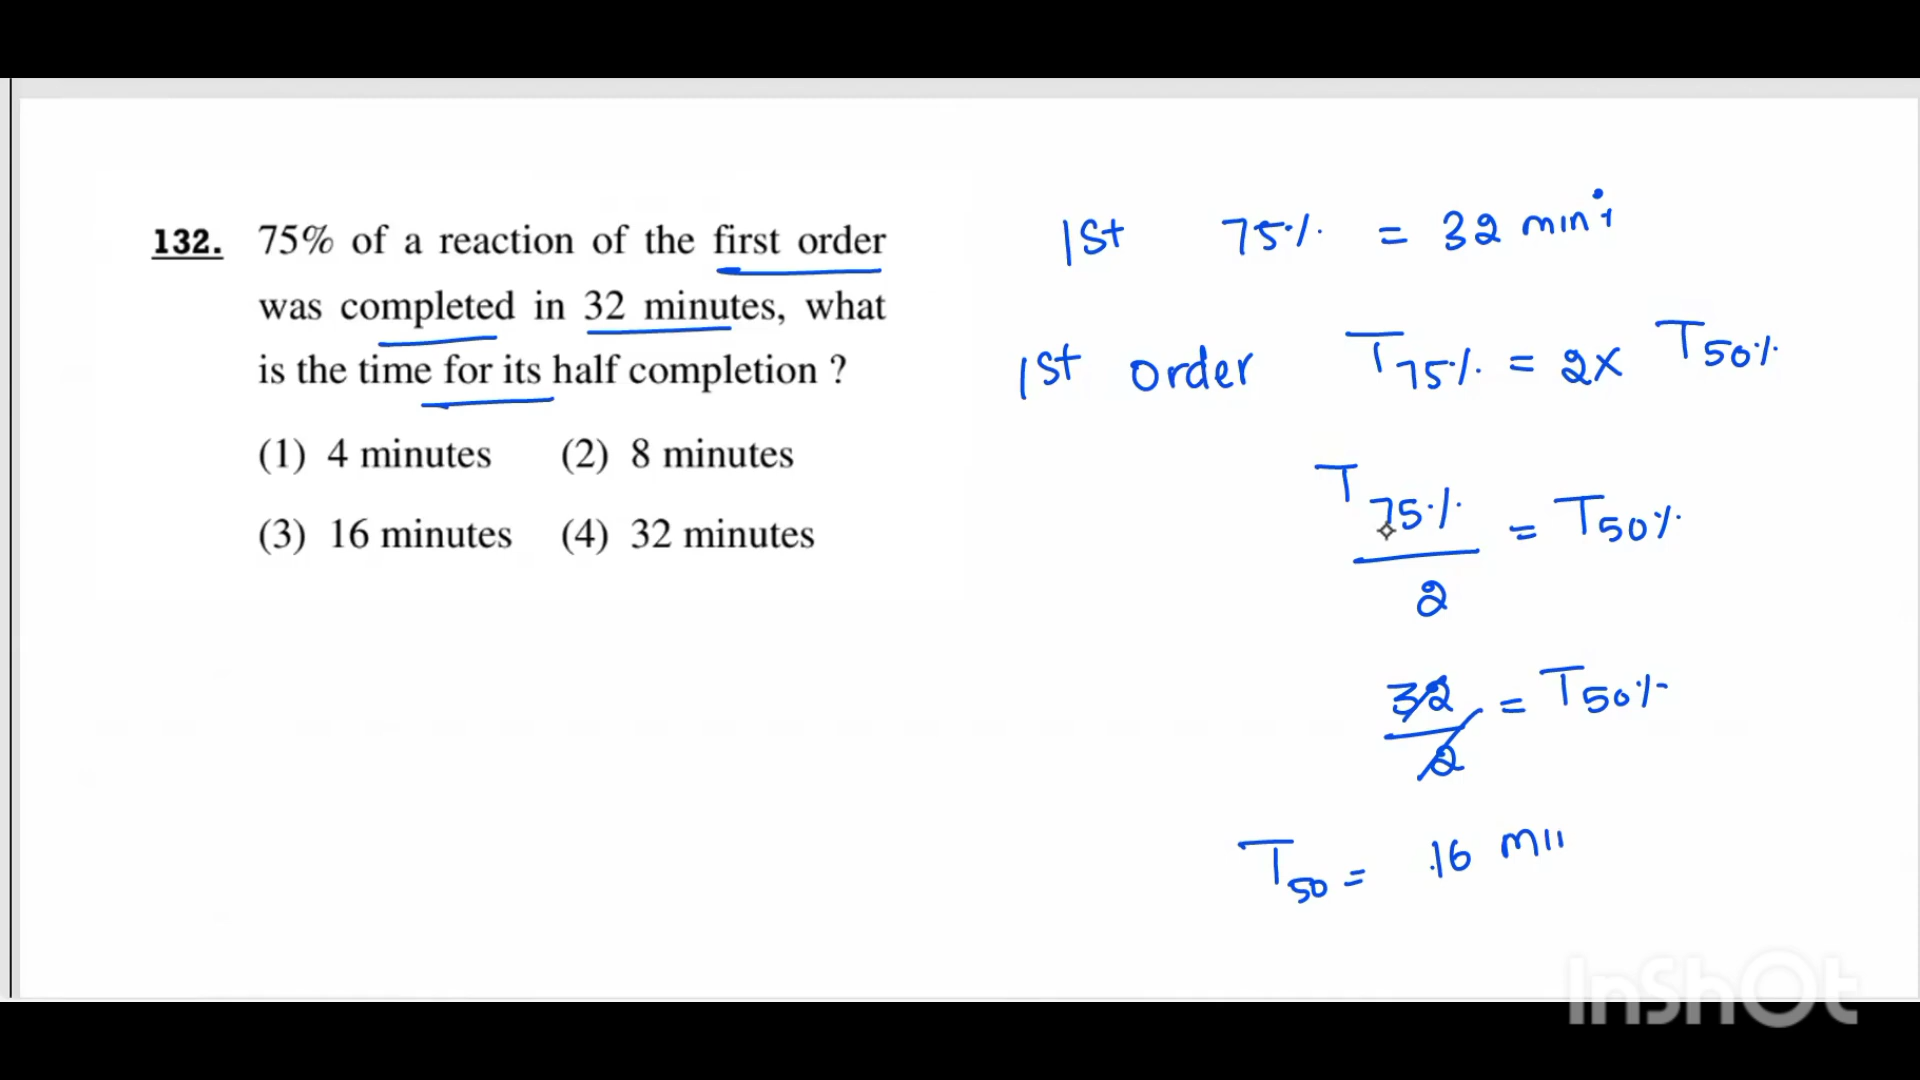 132. 75% of a reaction of the first order
was completed in 32 minutes, what
is the time for its half completion ?
(1) 4 minutes (2) 8 minutes
(3) 16 minutes (4) 32 minutes
1st 75% = 32 min
1st order T75% = 2x T50%
T75%
= T50%
2
32
= T50%
2
T50 = 16
InShOt